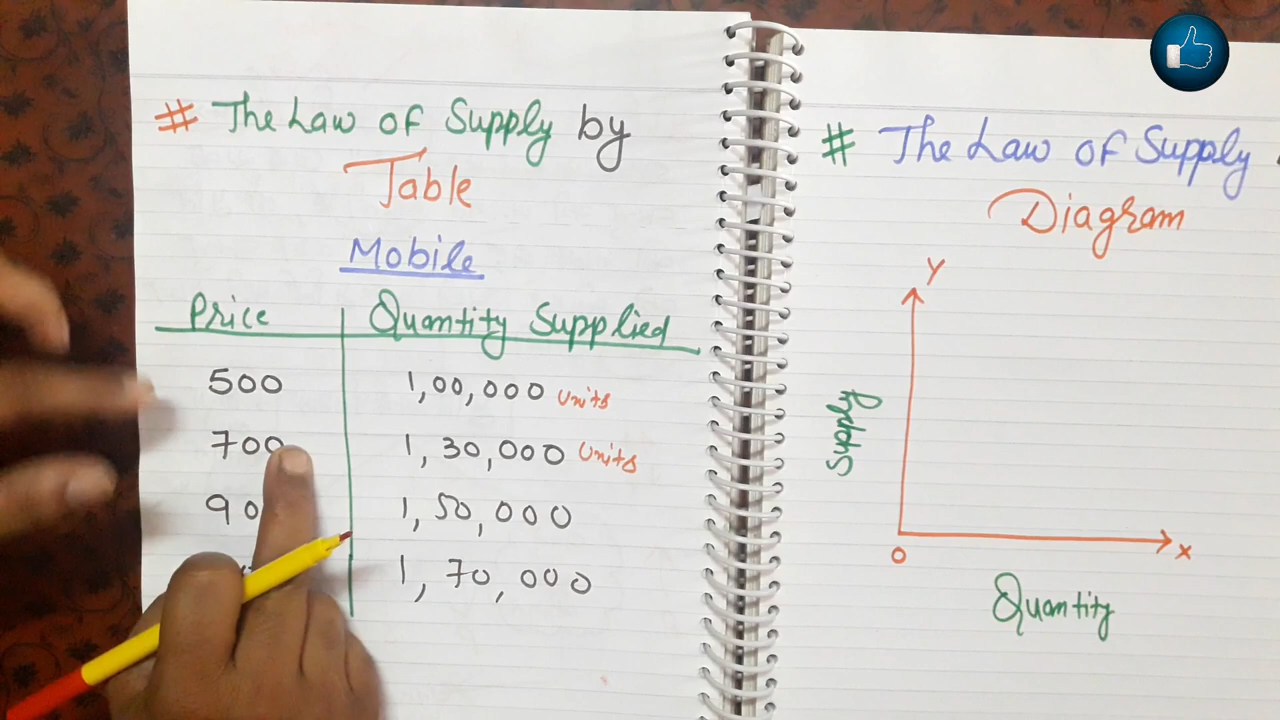 # The Law of Supply by
Table
Mobile
Price Quantity Supplied
500 1,00,000 Units
700 1,30,000 Units
1,50,000
1,70,000
# The Law of Supply
Diagram
Y
Supply
O
X
Quantity